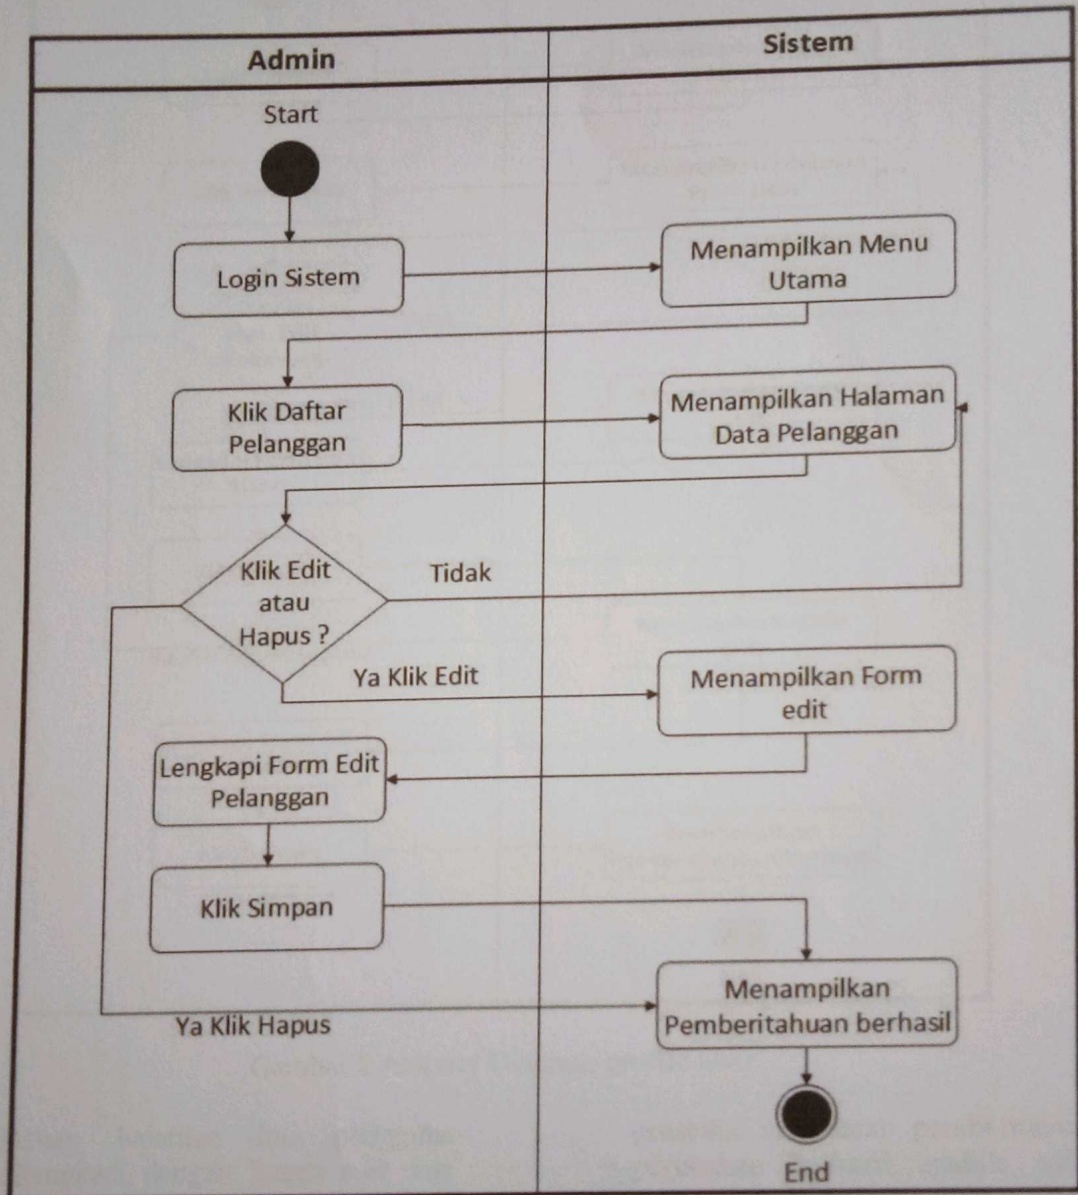 Admin
Sistem
Start
Login Sistem
Menampilkan Menu
Utama
Klik Daftar
Pelanggan
Menampilkan Halaman
Data Pelanggan
Klik Edit
atau
Hapus ?
Tidak
Ya Klik Edit
Menampilkan Form
edit
Lengkapi Form Edit
Pelanggan
Klik Simpan
Menampilkan
Pemberitahuan berhasil
Ya Klik Hapus
End